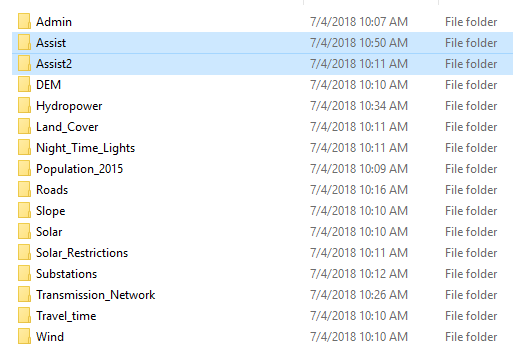 Admin 7/4/2018 10:07 AM File folder
Assist 7/4/2018 10:50 AM File folder
Assist2 7/4/2018 10:11 AM File folder
DEM 7/4/2018 10:10 AM File folder
Hydropower 7/4/2018 10:34 AM File folder
Land_Cover 7/4/2018 10:11 AM File folder
Night_Time_Lights 7/4/2018 10:11 AM File folder
Population_2015 7/4/2018 10:09 AM File folder
Roads 7/4/2018 10:16 AM File folder
Slope 7/4/2018 10:10 AM File folder
Solar 7/4/2018 10:10 AM File folder
Solar_Restrictions 7/4/2018 10:11 AM File folder
Substations 7/4/2018 10:12 AM File folder
Transmission_Network 7/4/2018 10:26 AM File folder
Travel_time 7/4/2018 10:10 AM File folder
Wind 7/4/2018 10:10 AM File folder